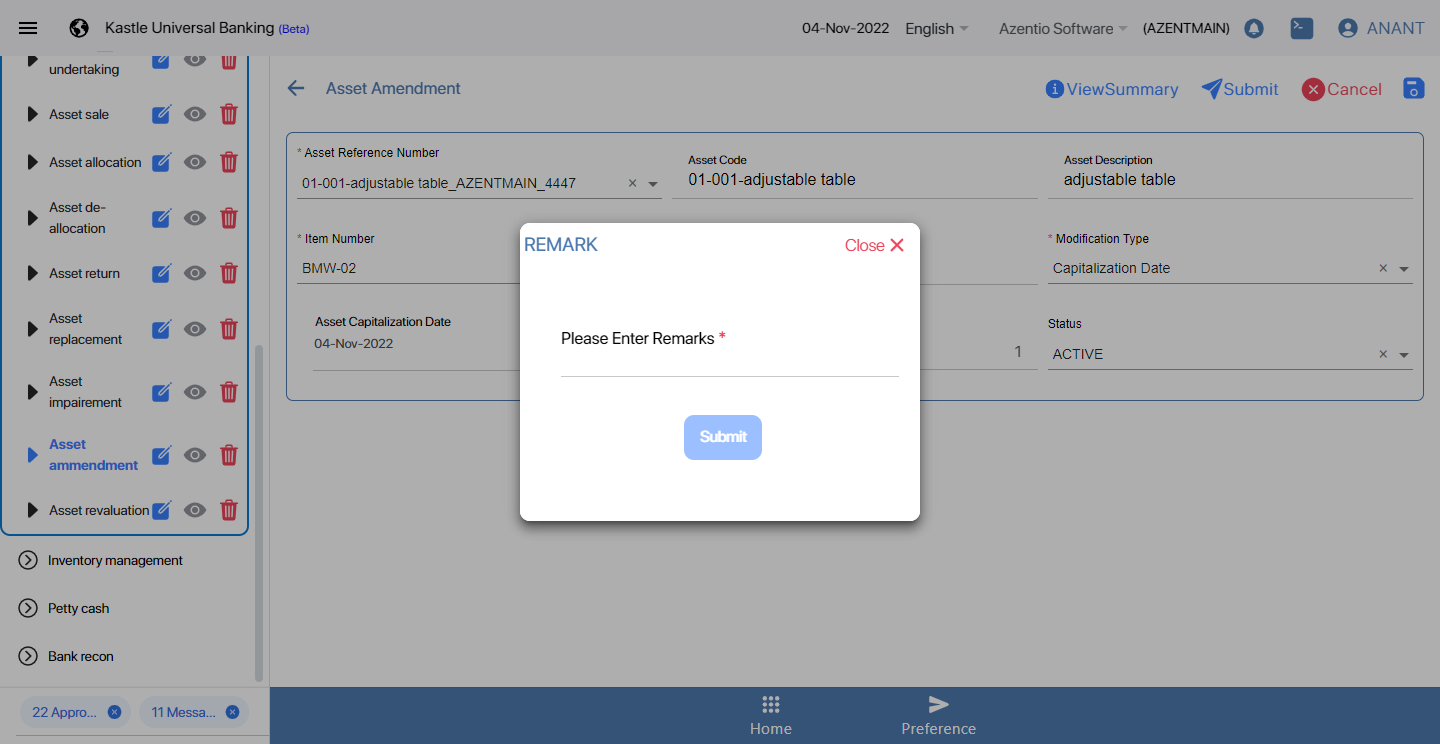 Kastle Universal Banking (Beta)
04-Nov-2022
English
Azentio Software
(AZENTMAIN)
ANANT
undertaking
Asset sale
Asset allocation
Asset de-
allocation
Asset return
Asset
replacement
Asset
impairement
Asset
ammendment
Asset revaluation
Inventory management
Petty cash
Bank recon
22 Appro...
11 Messa...
Asset Amendment
ViewSummary
Submit
Cancel
* Asset Reference Number
01-001-adjustable table_AZENTMAIN_4447
Asset Code
01-001-adjustable table
Asset Description
adjustable table
* Item Number
BMW-02
* Modification Type
Capitalization Date
Asset Capitalization Date
04-Nov-2022
1
Status
ACTIVE
REMARK
Close
Please Enter Remarks *
Submit
Home
Preference